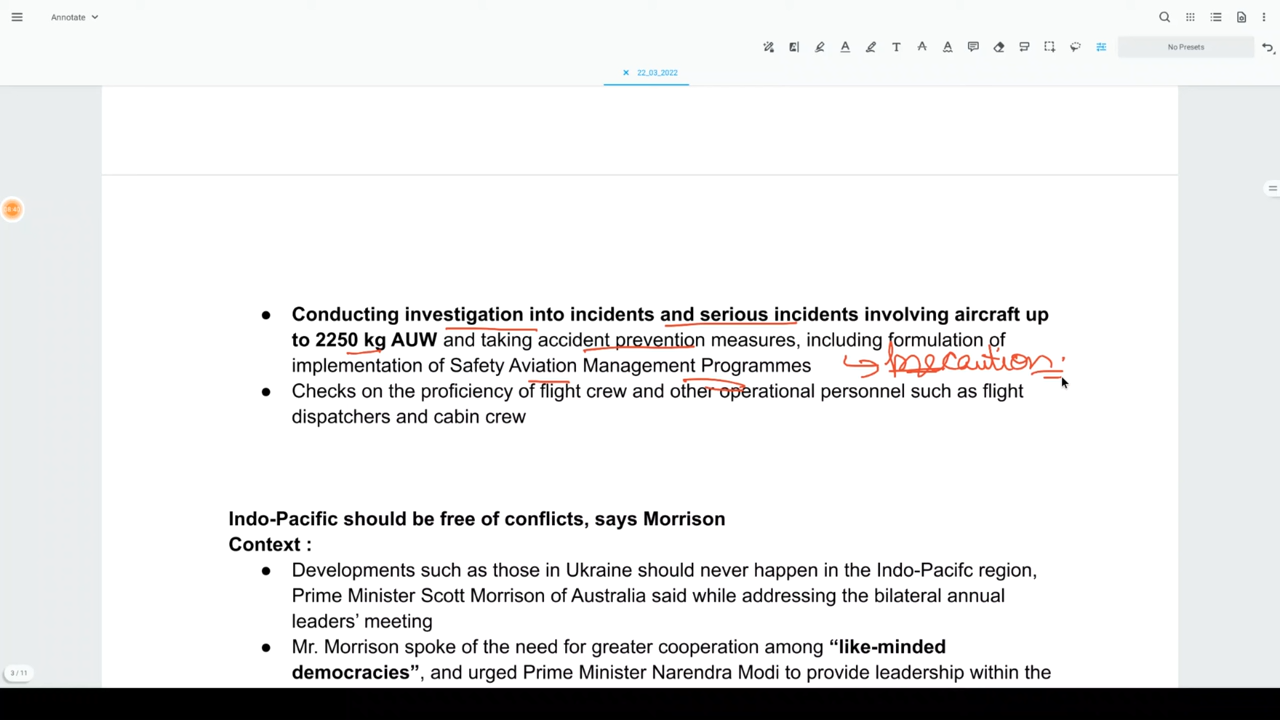 Annotate
No Presets
22_03_2022
● Conducting investigation into incidents and serious incidents involving aircraft up
to 2250 kg AUW and taking accident prevention measures, including formulation of
implementation of Safety Aviation Management Programmes
precaution.
● Checks on the proficiency of flight crew and other operational personnel such as flight
dispatchers and cabin crew
Indo-Pacific should be free of conflicts, says Morrison
Context :
● Developments such as those in Ukraine should never happen in the Indo-Pacifc region,
Prime Minister Scott Morrison of Australia said while addressing the bilateral annual
leaders’ meeting
● Mr. Morrison spoke of the need for greater cooperation among “like-minded
democracies”, and urged Prime Minister Narendra Modi to provide leadership within the
3 / 11